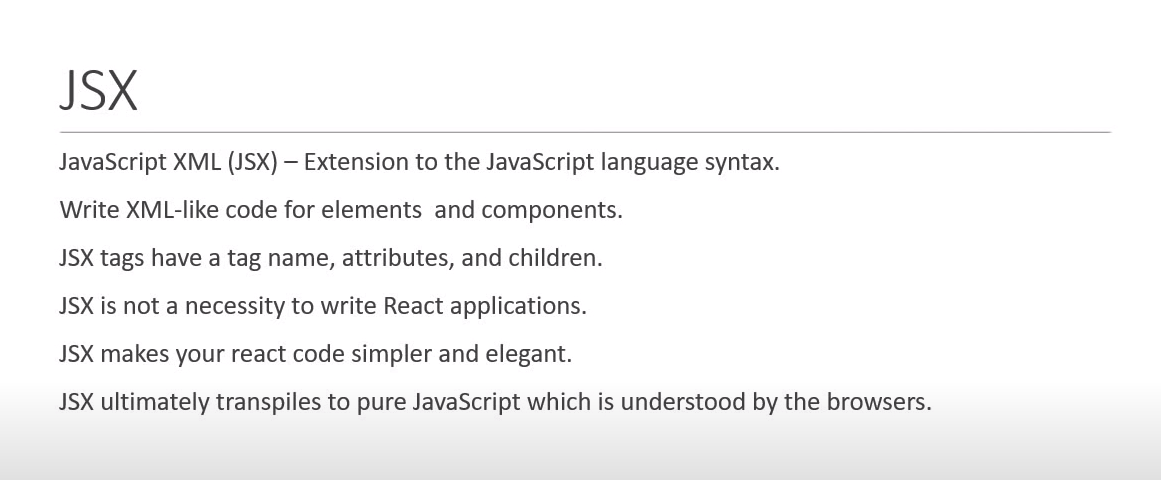 JSX
JavaScript XML (JSX) – Extension to the JavaScript language syntax.
Write XML-like code for elements  and components.
JSX tags have a tag name, attributes, and children.
JSX is not a necessity to write React applications.
JSX makes your react code simpler and elegant.
JSX ultimately transpiles to pure JavaScript which is understood by the browsers.